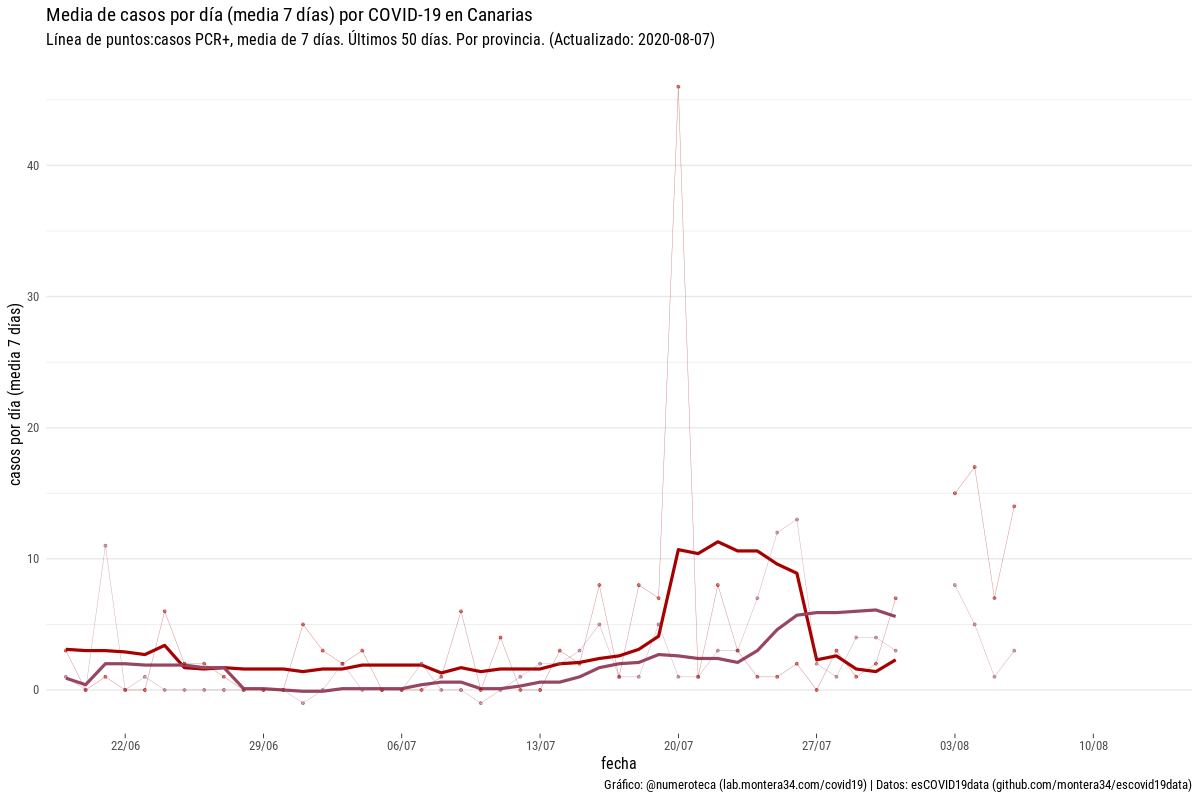 Media de casos por día (media 7 días) por COVID-19 en Canarias
Línea de puntos:casos PCR+, media de 7 días. Últimos 50 días. Por provincia. (Actualizado: 2020-08-07)
casos por día (media 7 días)
40
30
20
10
0
22/06
29/06
06/07
13/07
20/07
27/07
03/08
10/08
fecha
Gráfico: @numeroteca (lab.montera34.com/covid19) | Datos: esCOVID19data (github.com/montera34/escovid19data)